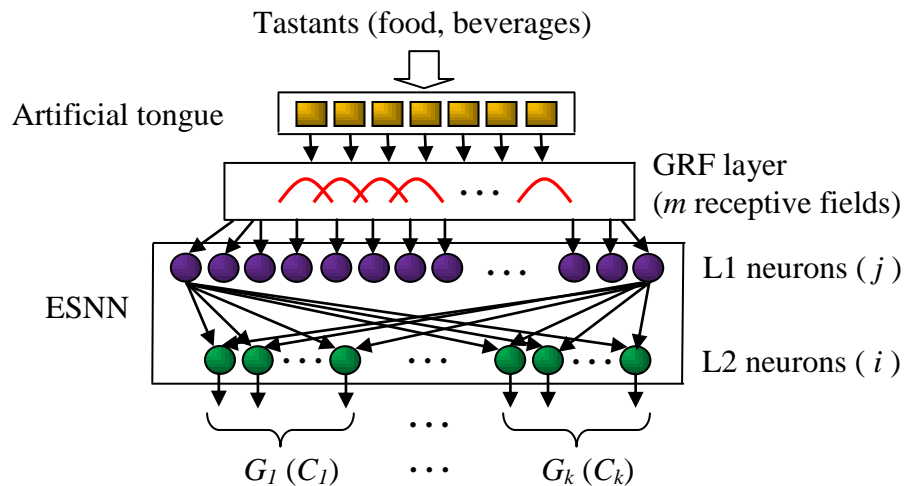 Tastants (food, beverages)
Artificial tongue
GRF layer
(m receptive fields)
...
L1 neurons ( j )
...
ESNN
L2 neurons ( i )
... ... ...
...
G1 (C1) ... Gk (Ck)